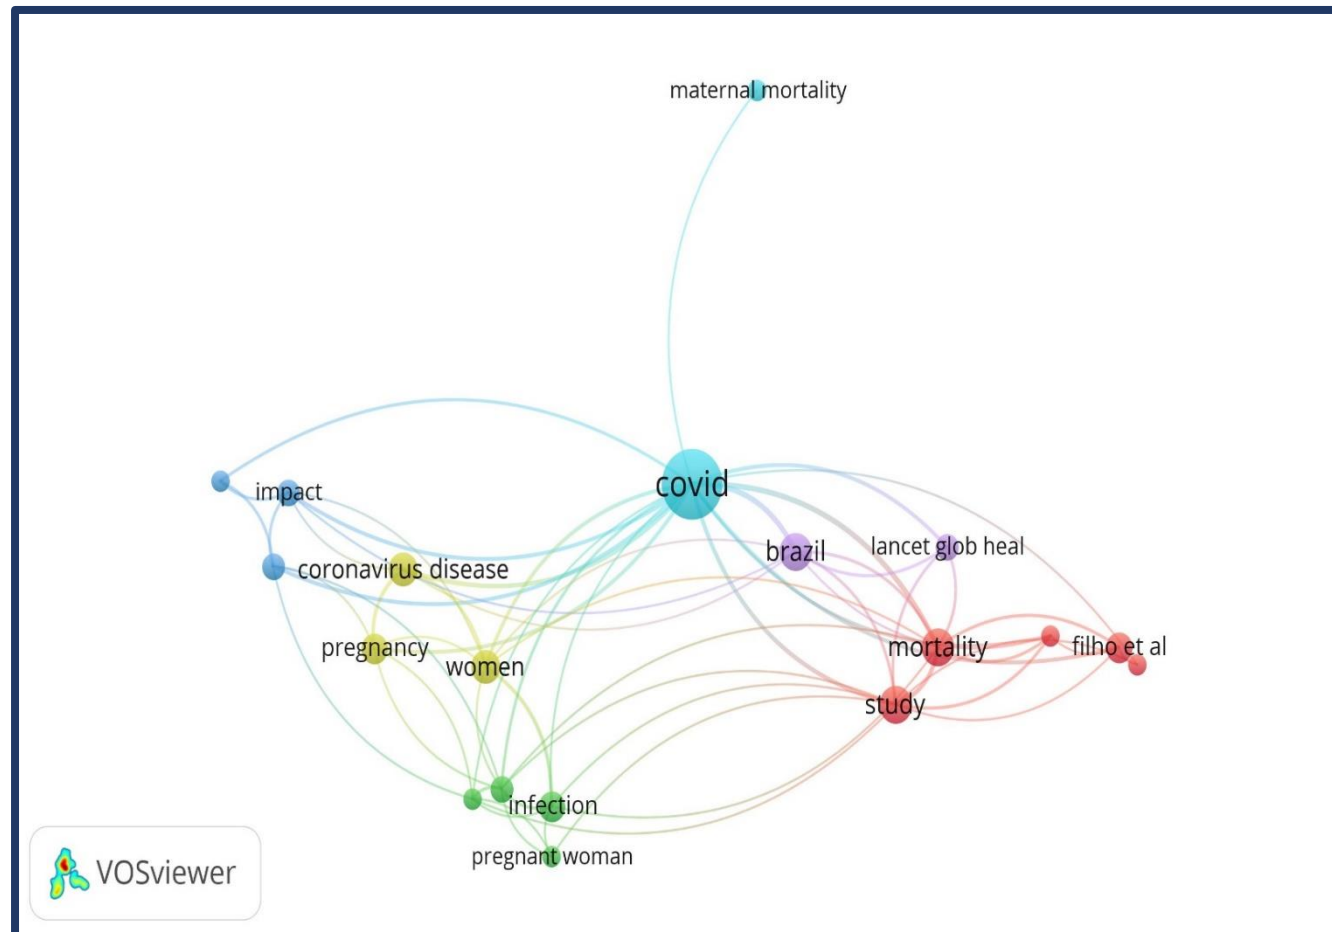 maternal mortality
covid
impact
brazil
lancet glob heal
coronavirus disease
pregnancy
women
mortality
filho et al
study
infection
pregnant woman
VOSviewer